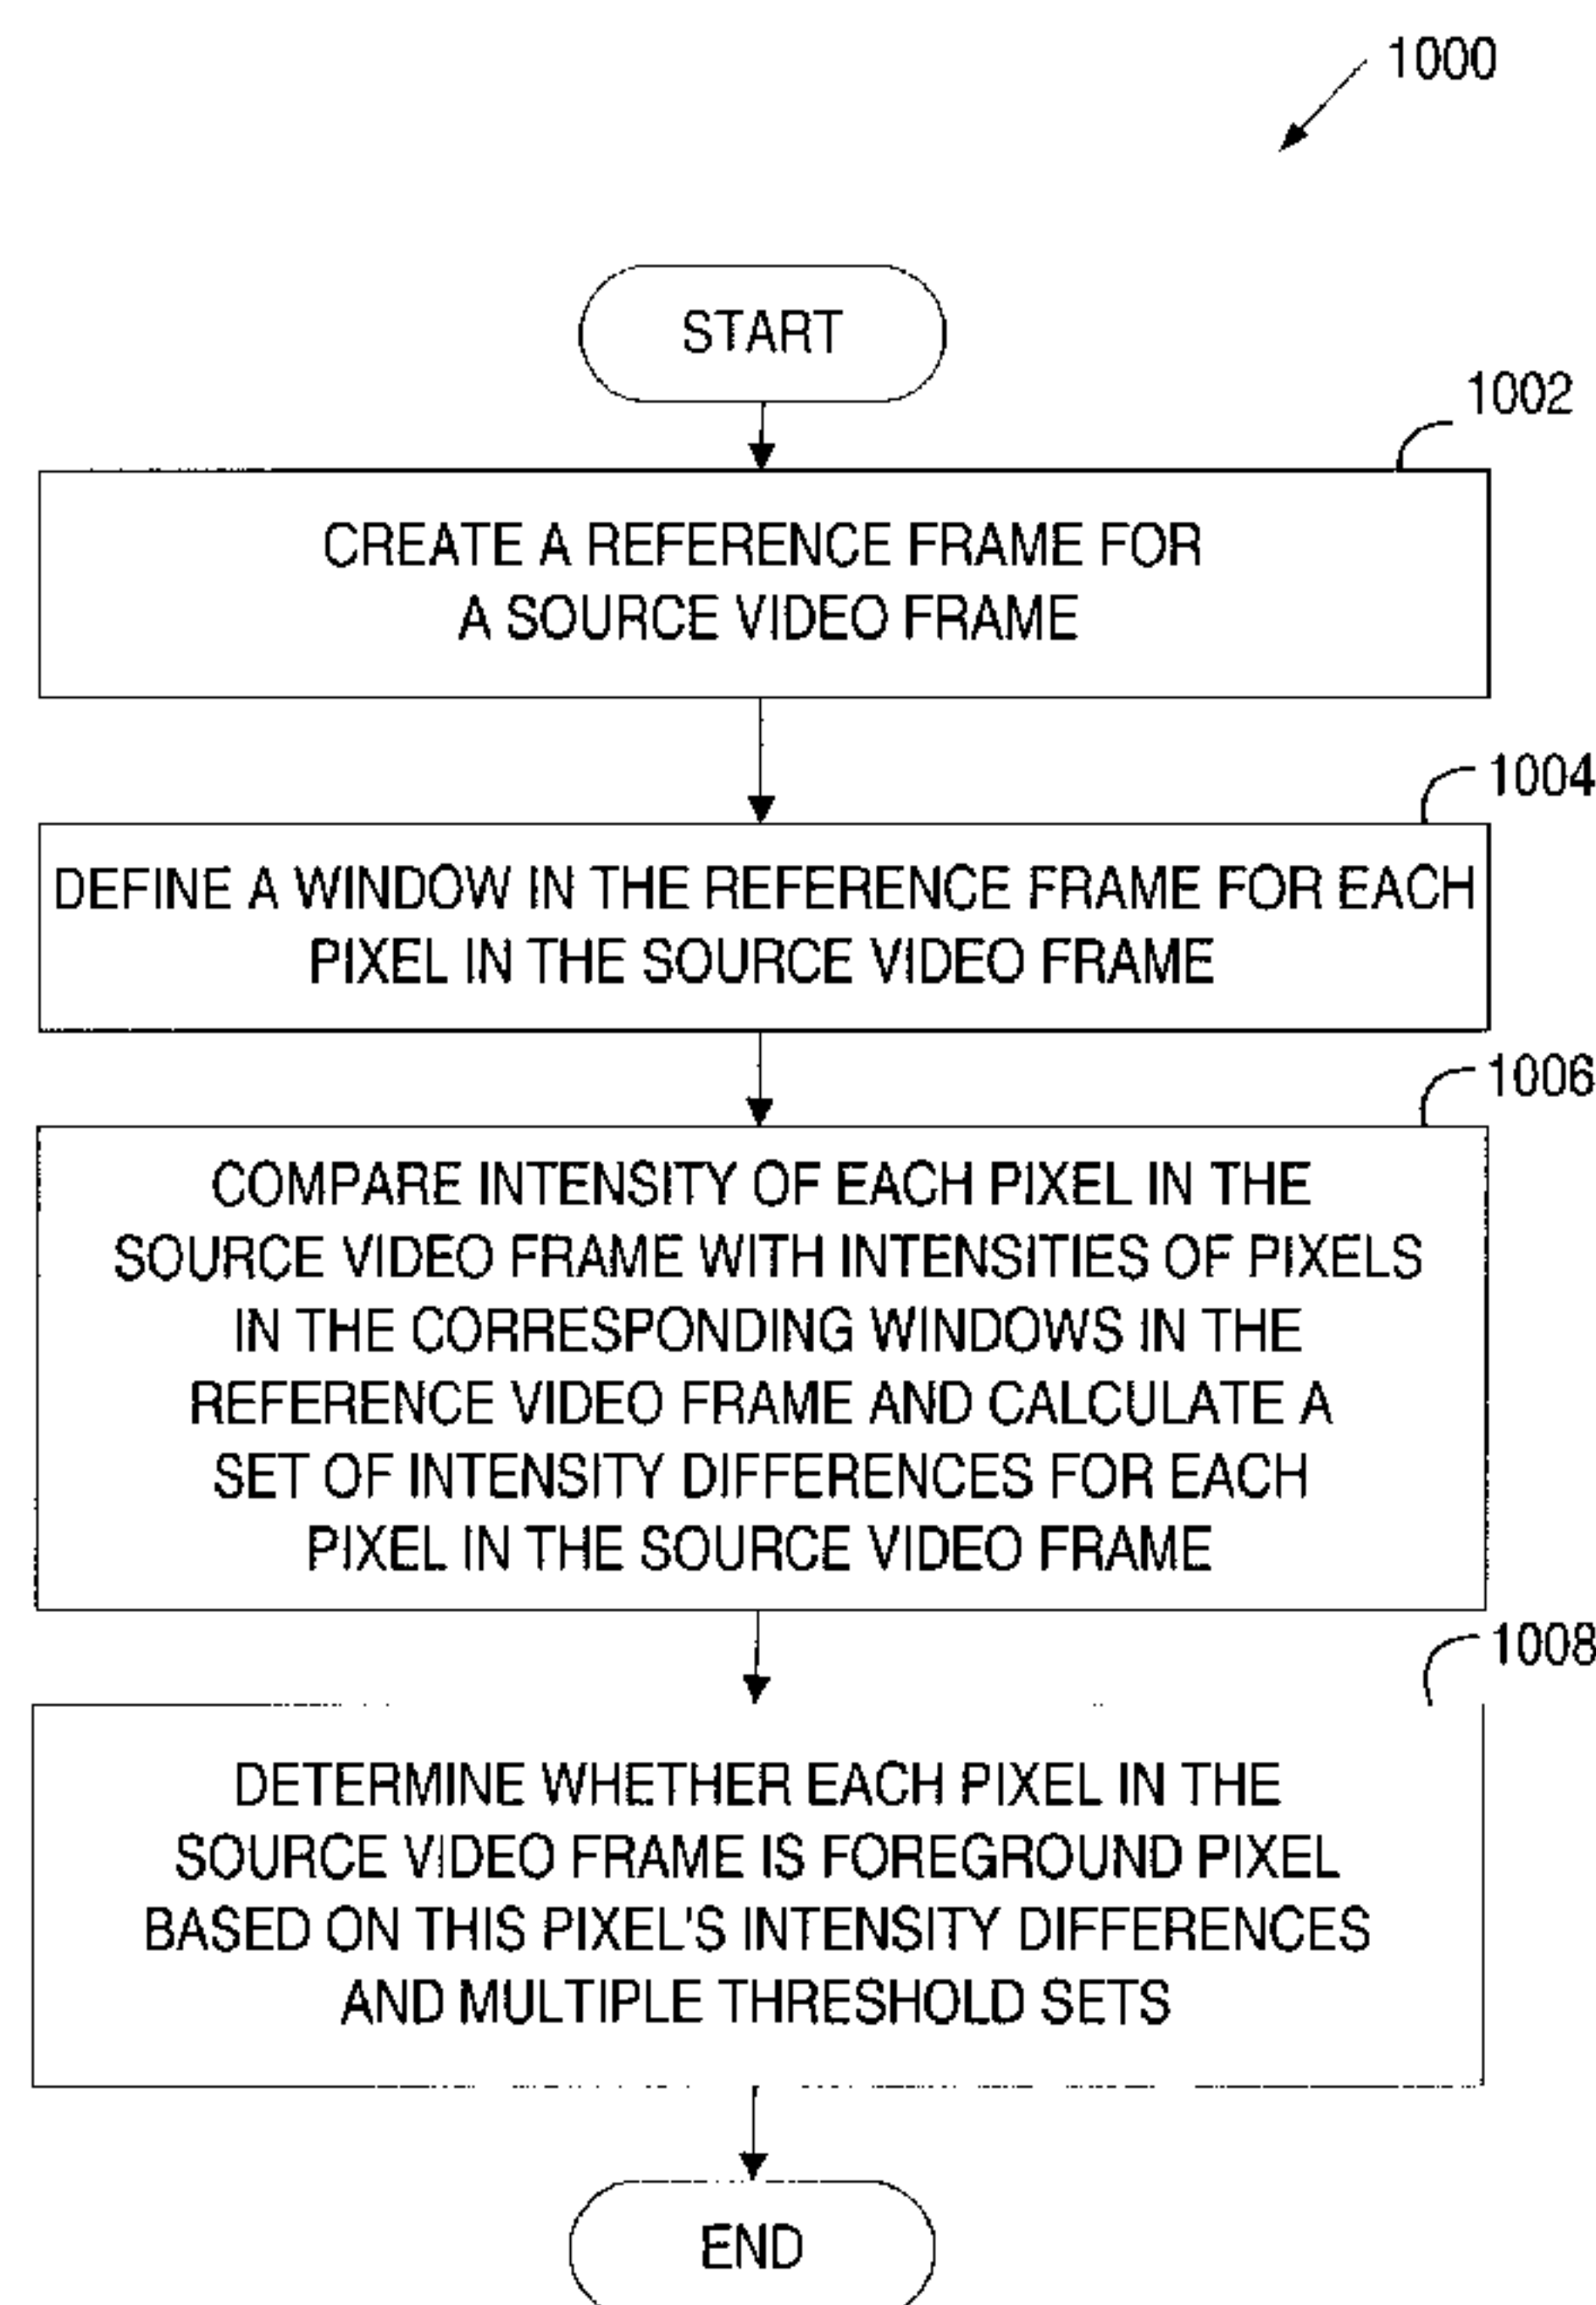 1000
START
1002
CREATE A REFERENCE FRAME FOR
A SOURCE VIDEO FRAME
1004
DEFINE A WINDOW IN THE REFERENCE FRAME FOR EACH
PIXEL IN THE SOURCE VIDEO FRAME
1006
COMPARE INTENSITY OF EACH PIXEL IN THE
SOURCE VIDEO FRAME WITH INTENSITIES OF PIXELS
IN THE CORRESPONDING WINDOWS IN THE
REFERENCE VIDEO FRAME AND CALCULATE A
SET OF INTENSITY DIFFERENCES FOR EACH
PIXEL IN THE SOURCE VIDEO FRAME
1008
DETERMINE WHETHER EACH PIXEL IN THE
SOURCE VIDEO FRAME IS FOREGROUND PIXEL
BASED ON THIS PIXEL'S INTENSITY DIFFERENCES
AND MULTIPLE THRESHOLD SETS
END